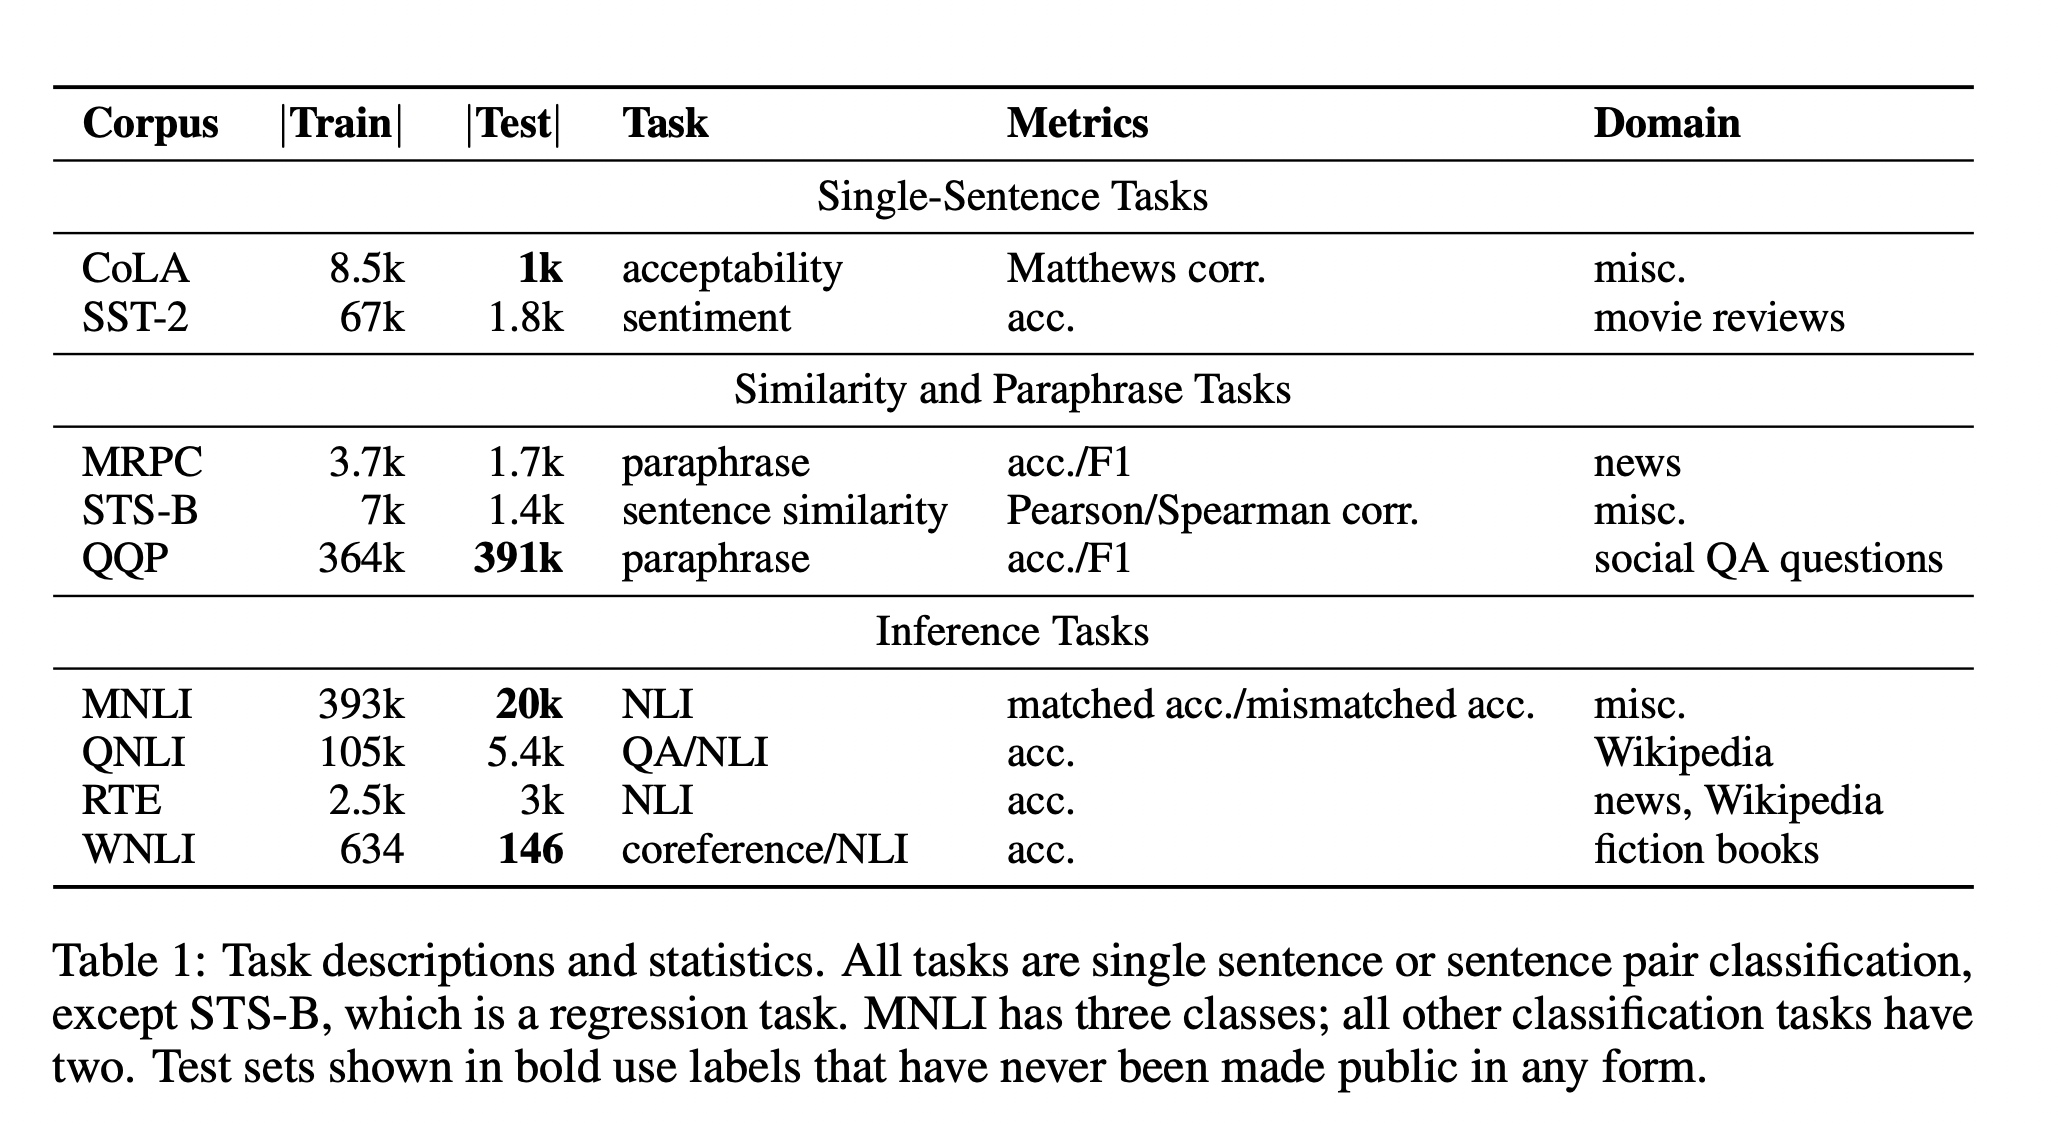 Corpus |Train| |Test| Task Metrics Domain
Single-Sentence Tasks
CoLA 8.5k 1k acceptability Matthews corr. misc.
SST-2 67k 1.8k sentiment acc. movie reviews
Similarity and Paraphrase Tasks
MRPC 3.7k 1.7k paraphrase acc./F1 news
STS-B 7k 1.4k sentence similarity Pearson/Spearman corr. misc.
QQP 364k 391k paraphrase acc./F1 social QA questions
Inference Tasks
MNLI 393k 20k NLI matched acc./mismatched acc. misc.
QNLI 105k 5.4k QA/NLI acc. Wikipedia
RTE 2.5k 3k NLI acc. news, Wikipedia
WNLI 634 146 coreference/NLI acc. fiction books
Table 1: Task descriptions and statistics. All tasks are single sentence or sentence pair classification,
except STS-B, which is a regression task. MNLI has three classes; all other classification tasks have
two. Test sets shown in bold use labels that have never been made public in any form.